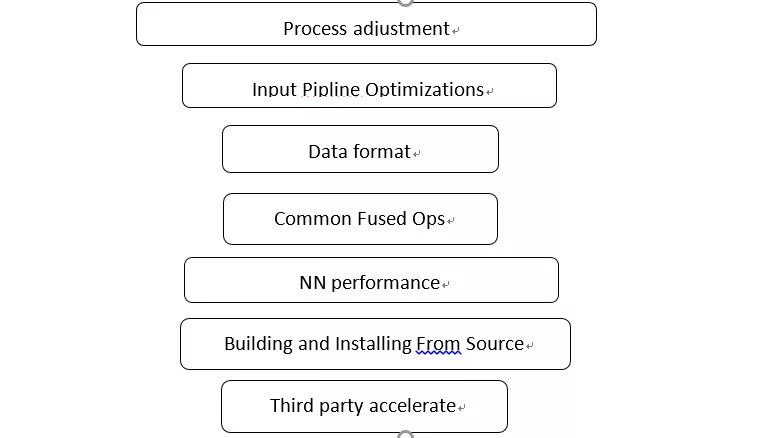 Process adjustment
Input Pipline Optimizations
Data format
Common Fused Ops
NN performance
Building and Installing From Source
Third party accelerate